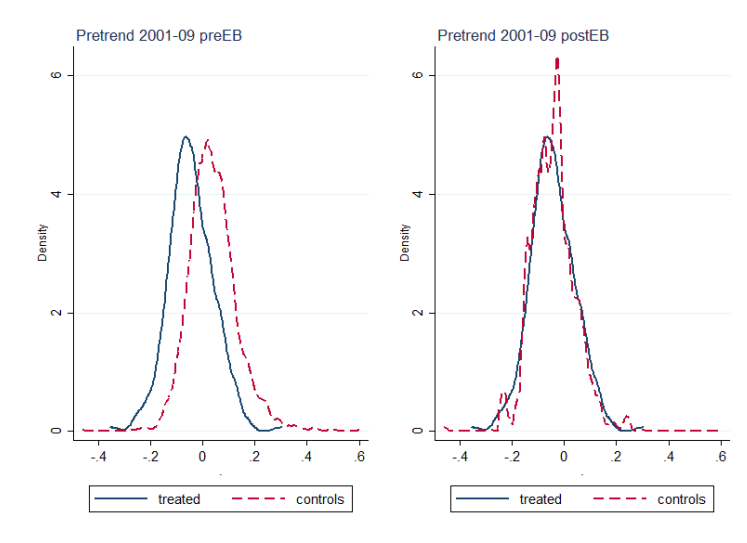 Pretrend 2001-09 preEB
6
4
2
0
Density
-.4 -.2 0 .2 .4 .6
.
treated controls
Pretrend 2001-09 postEB
6
4
2
0
Density
-.4 -.2 0 .2 .4 .6
.
treated controls